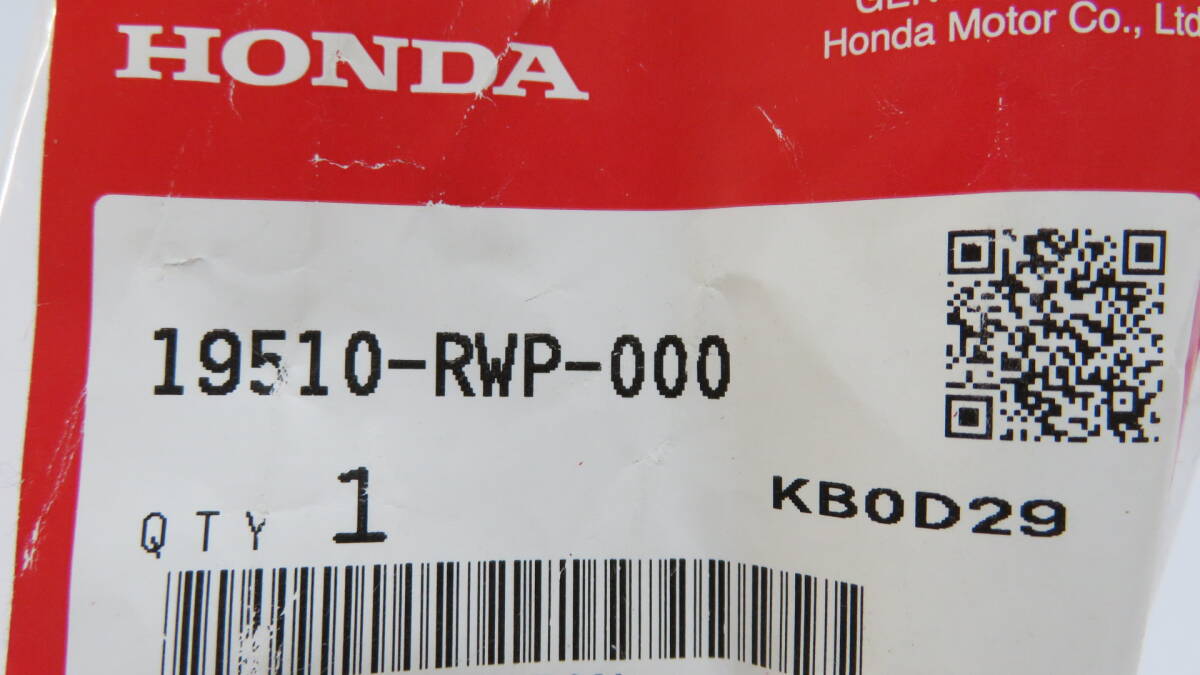 HONDA
Honda Motor Co., Ltd
19510-RWP-000
QTY 1
KB0D29